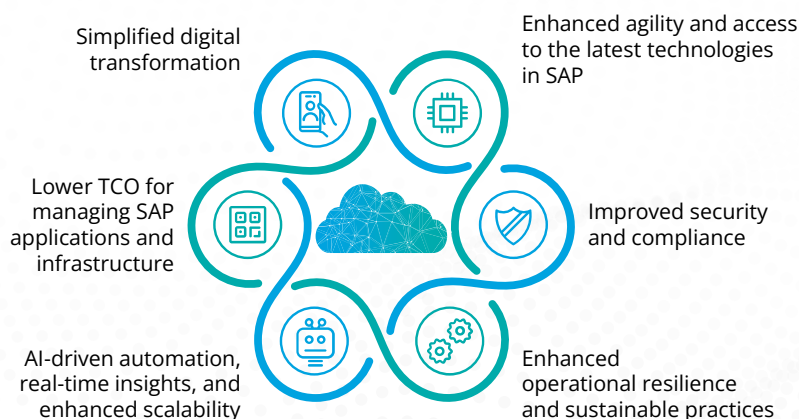 Simplified digital
transformation
Enhanced agility and access
to the latest technologies
in SAP
Lower TCO for
managing SAP
applications and
infrastructure
Improved security
and compliance
AI-driven automation,
real-time insights, and
enhanced scalability
Enhanced
operational resilience
and sustainable practices